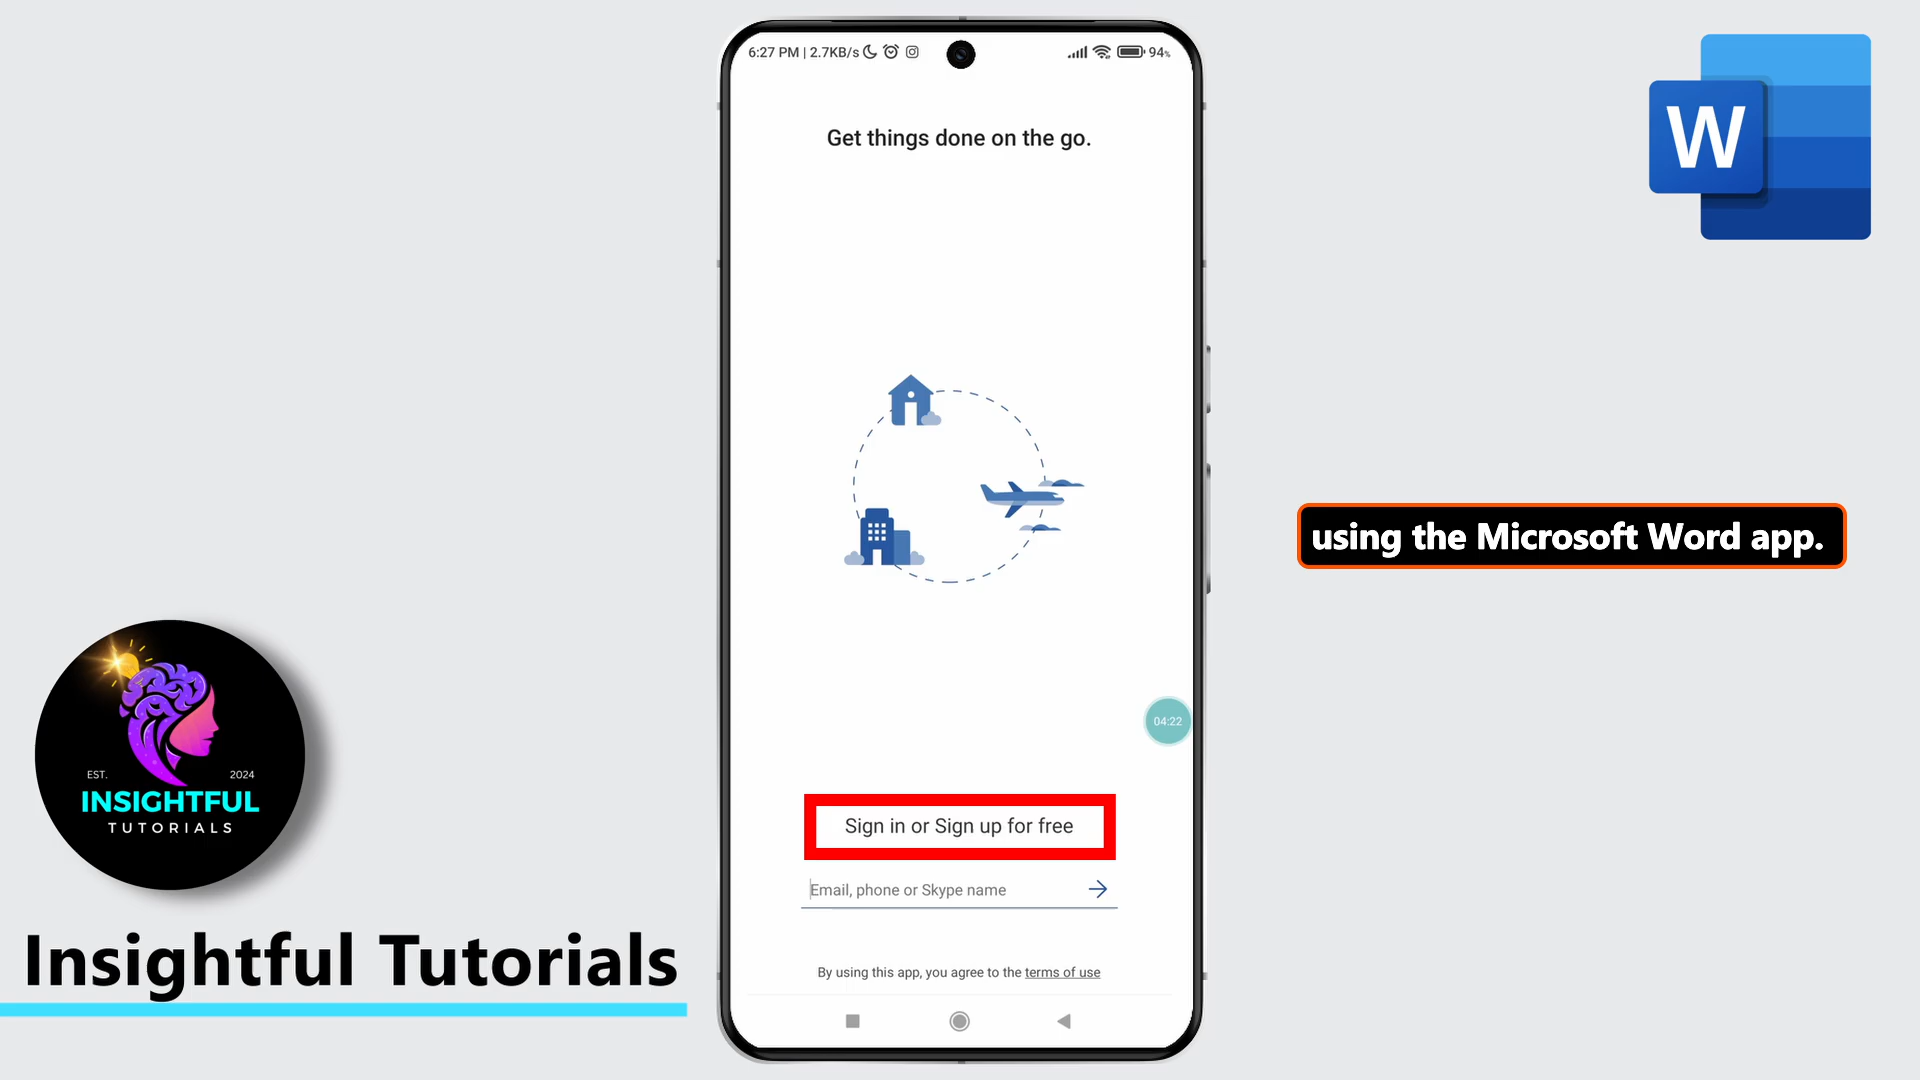 6:27 PM | 2.7KB/s
94%
Get things done on the go.
W
using the Microsoft Word app.
04:22
EST. 2024
INSIGHTFUL
TUTORIALS
Sign in or Sign up for free
Email, phone or Skype name
Insightful Tutorials
By using this app, you agree to the terms of use